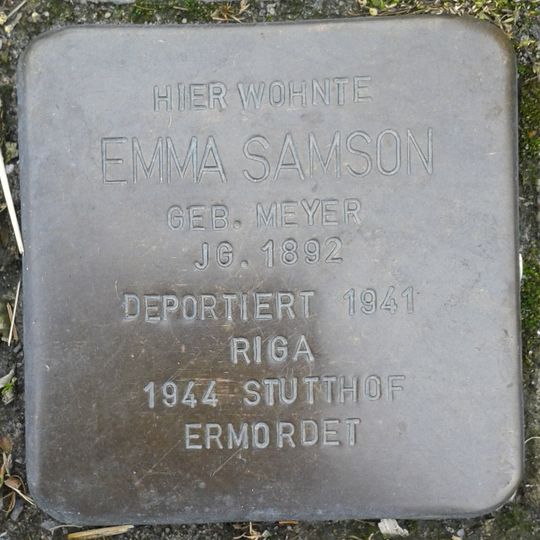 HIER WOHNTE
EMMA SAMSON
GEB. MEYER
JG. 1892
DEPORTIERT 1941
RIGA
1944 STUTTHOF
ERMORDET